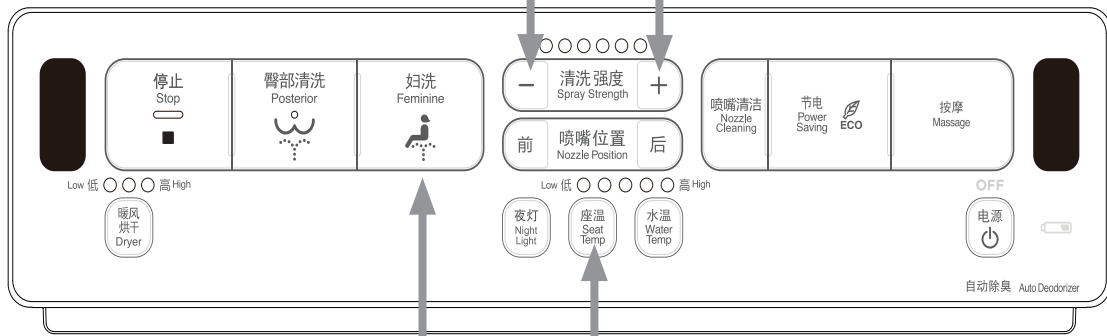 停止
Stop
臀部清洗
Posterior
妇洗
Feminine
− 清洗强度 +
Spray Strength
前 喷嘴位置 后
Nozzle Position
喷嘴清洁
Nozzle
Cleaning
节电
Power
Saving
ECO
按摩
Massage
Low 低 高 High
暖风
烘干
Dryer
Low 低 高 High
夜灯
Night
Light
座温
Seat
Temp
水温
Water
Temp
OFF
电源
自动除臭 Auto Deodorizer